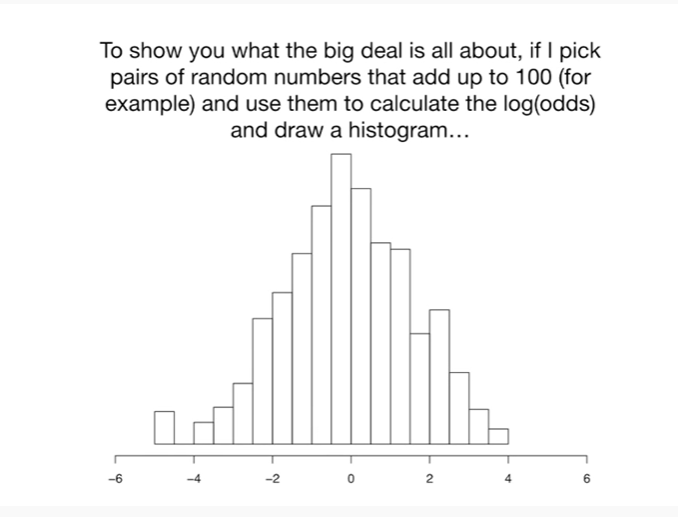 To show you what the big deal is all about, if I pick
pairs of random numbers that add up to 100 (for
example) and use them to calculate the log(odds)
and draw a histogram…
-6 -4 -2 0 2 4 6